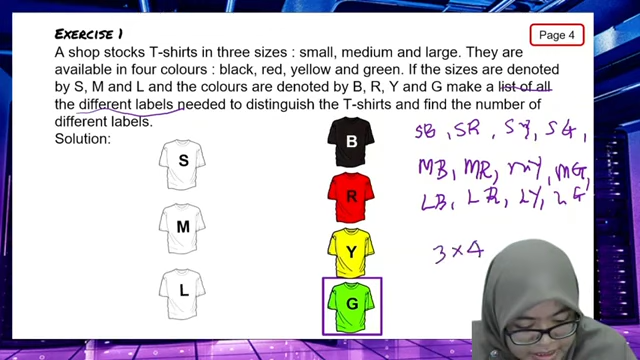 Exercise 1
Page 4
A shop stocks T-shirts in three sizes : small, medium and large. They are
available in four colours : black, red, yellow and green. If the sizes are denoted
by S, M and L and the colours are denoted by B, R, Y and G make a list of all
the different labels needed to distinguish the T-shirts and find the number of
different labels.
Solution:
S
M
L
B
R
Y
G
SB, SR, SY, SG,
MB, MR, MY, MG,
LB, LR, LY, LG
3 × 4